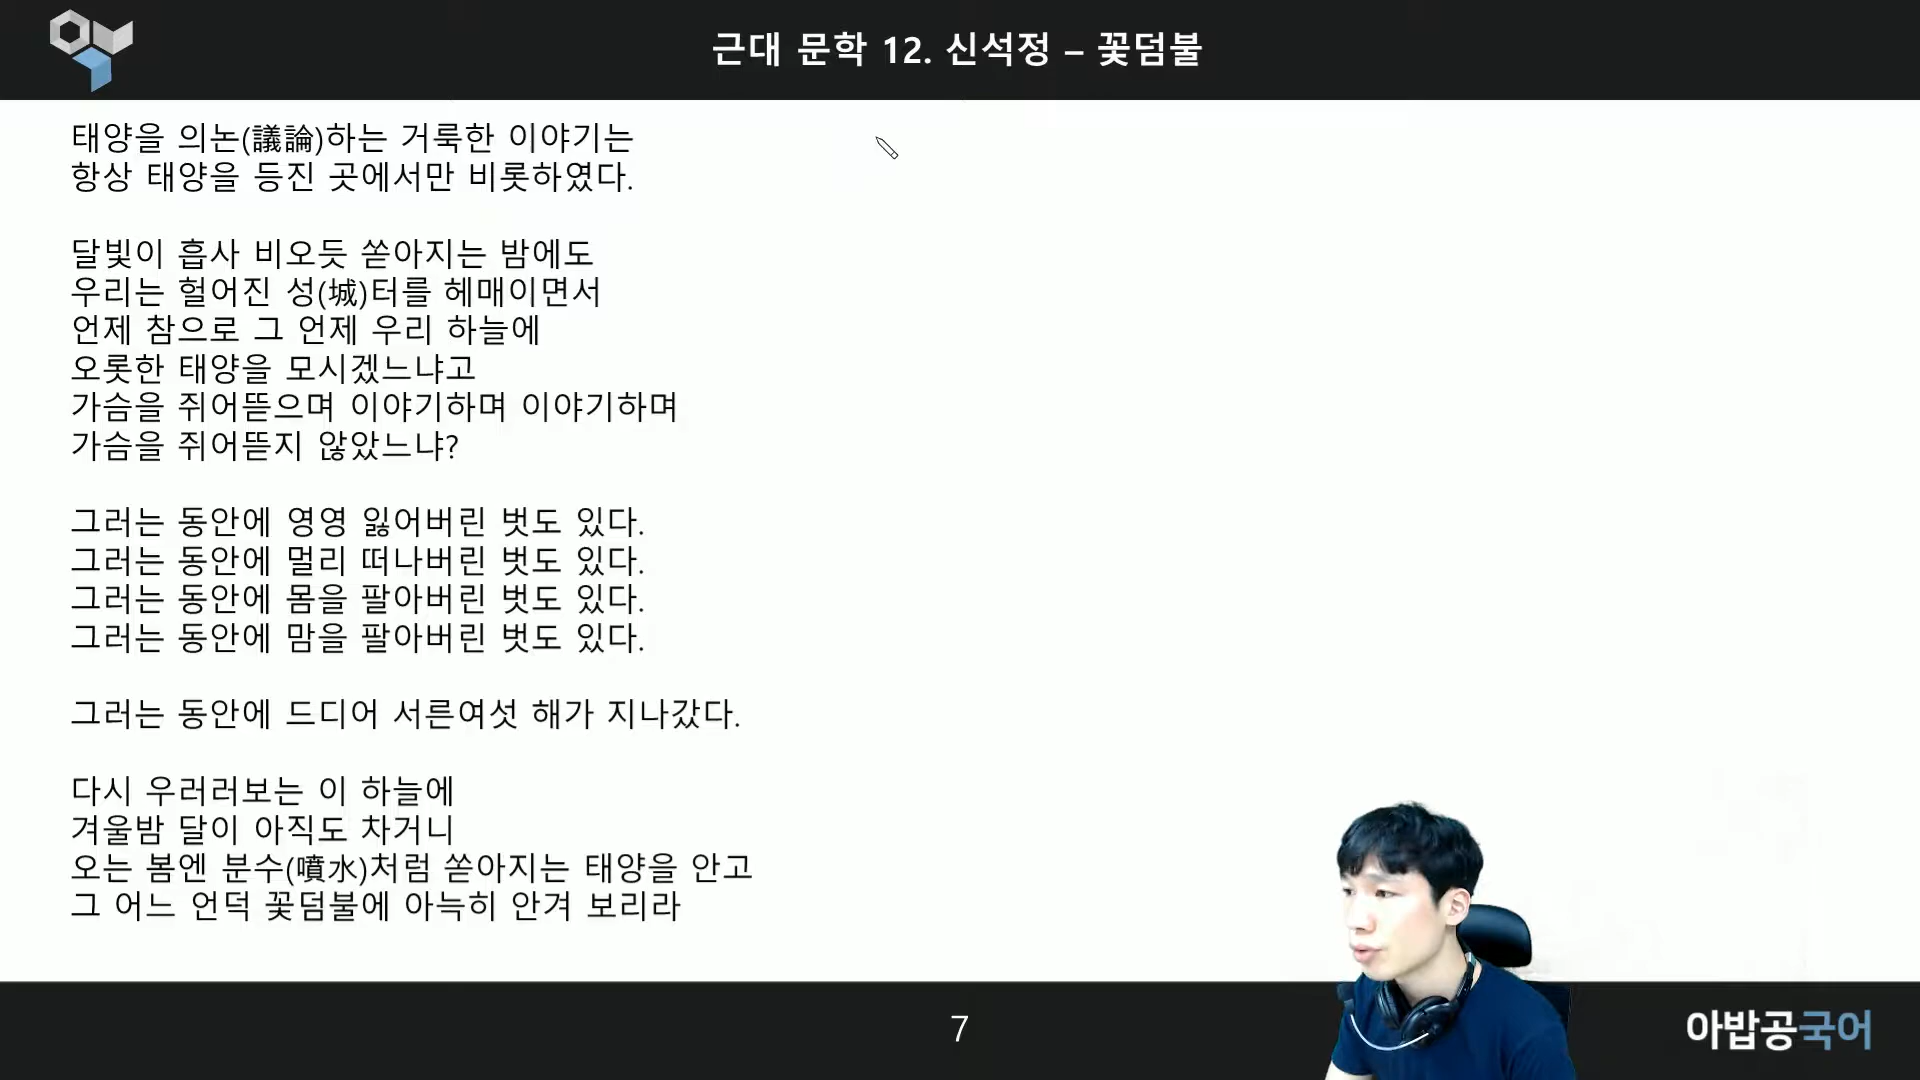 근대 문학 12. 신석정 – 꽃덤불
태양을 의논(議論)하는 거룩한 이야기는
항상 태양을 등진 곳에서만 비롯하였다.
달빛이 흡사 비오듯 쏟아지는 밤에도
우리는 헐어진 성(城)터를 헤매이면서
언제 참으로 그 언제 우리 하늘에
오롯한 태양을 모시겠느냐고
가슴을 쥐어뜯으며 이야기하며 이야기하며
가슴을 쥐어뜯지 않았느냐?
그러는 동안에 영영 잃어버린 벗도 있다.
그러는 동안에 멀리 떠나버린 벗도 있다.
그러는 동안에 몸을 팔아버린 벗도 있다.
그러는 동안에 맘을 팔아버린 벗도 있다.
그러는 동안에 드디어 서른여섯 해가 지나갔다.
다시 우러러보는 이 하늘에
겨울밤 달이 아직도 차거니
오는 봄엔 분수(噴水)처럼 쏟아지는 태양을 안고
그 어느 언덕 꽃덤불에 아늑히 안겨 보리라
7
아밥공국어